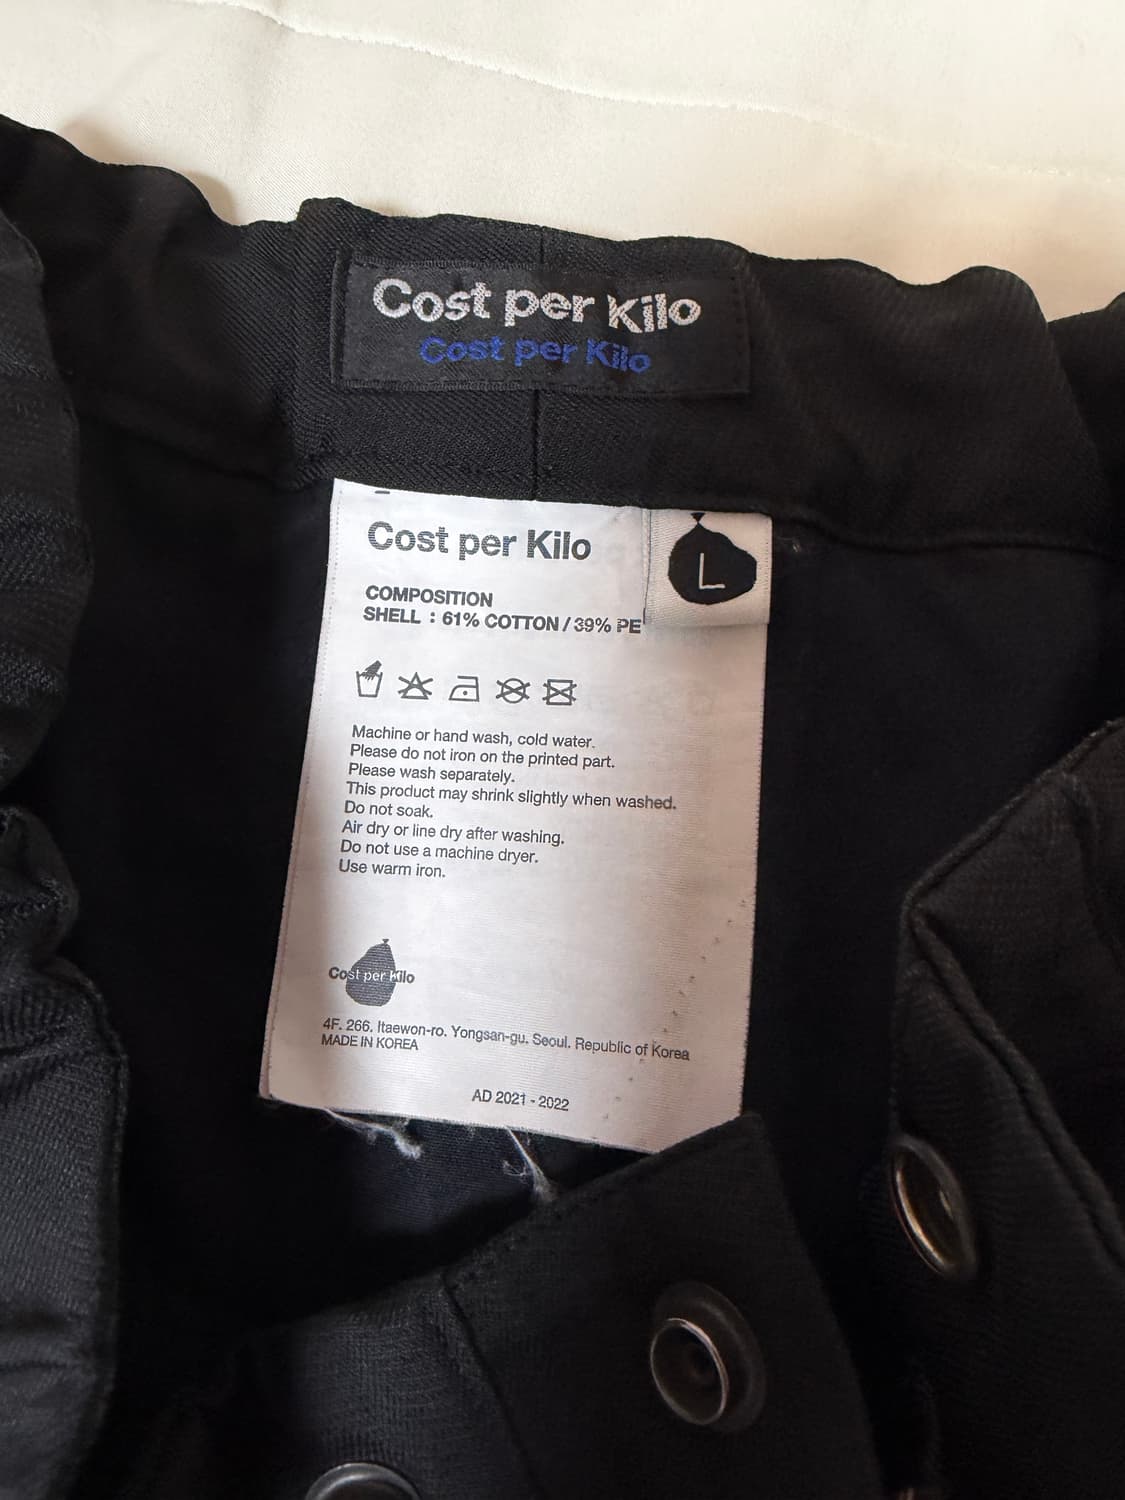 Cost per Kilo
Cost per Kilo
Cost per Kilo
L
COMPOSITION
SHELL : 61% COTTON / 39% PE
Machine or hand wash, cold water.
Please do not iron on the printed part.
Please wash separately.
This product may shrink slightly when washed.
Do not soak.
Air dry or line dry after washing.
Do not use a machine dryer.
Use warm iron.
Cost per Kilo
4F. 266. Itaewon-ro. Yongsan-gu. Seoul. Republic of Korea
MADE IN KOREA
AD 2021 - 2022